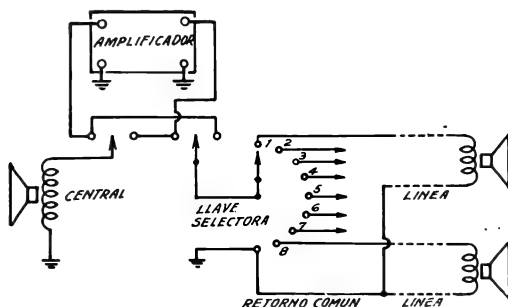 AMPLIFICADOR
CENTRAL
LLAVE
SELECTORA
1
2
3
4
5
6
7
8
LINEA
RETORNO COMUN
LINEA